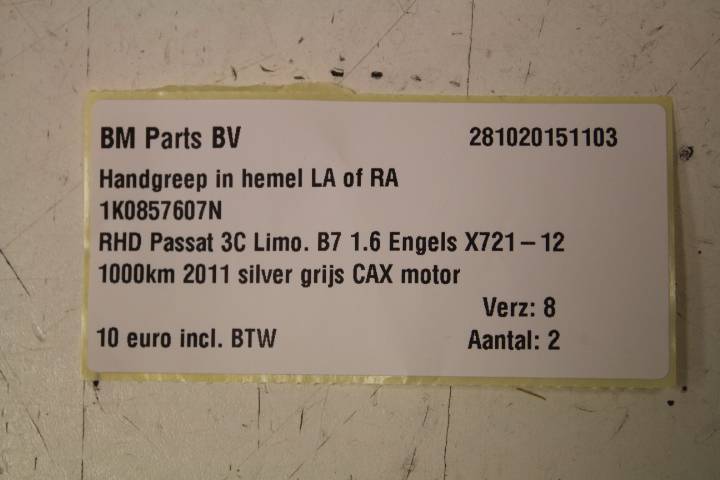 BM Parts BV 281020151103
Handgreep in hemel LA of RA
1K0857607N
RHD Passat 3C Limo. B7 1.6 Engels X721-12
1000km 2011 silver grijs CAX motor
Verz: 8
10 euro incl. BTW Aantal: 2